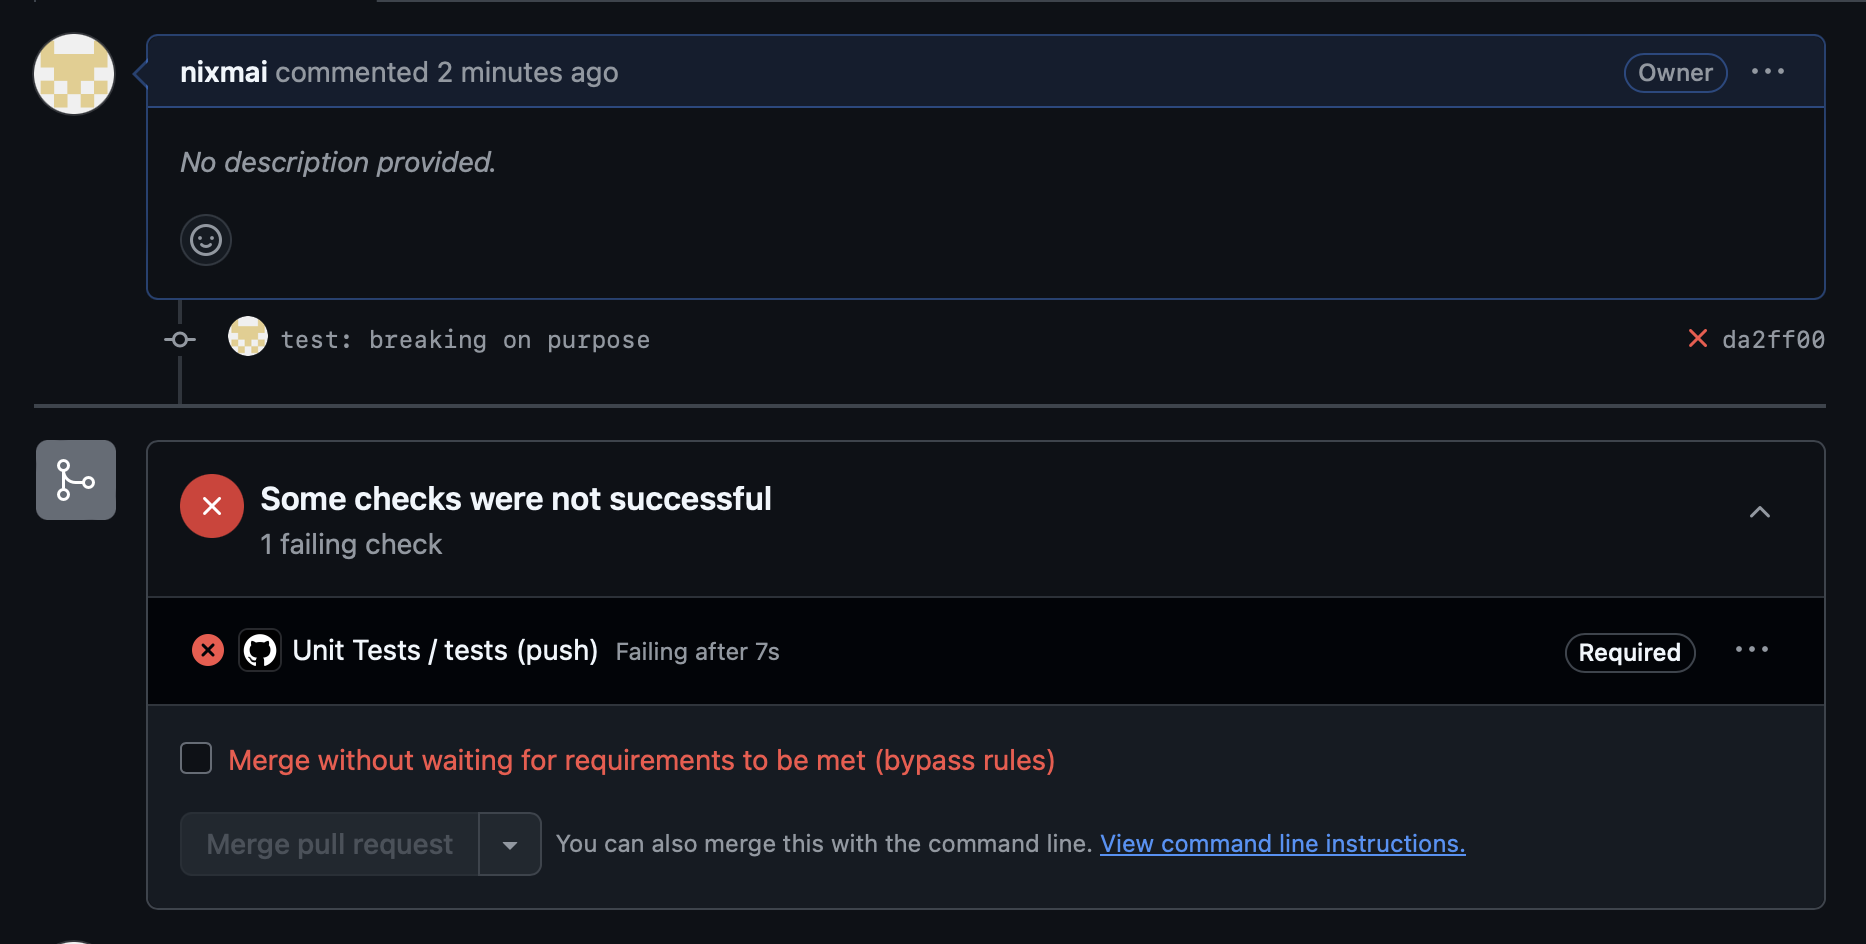 nixmai commented 2 minutes ago
Owner
No description provided.
test: breaking on purpose
da2ff00
Some checks were not successful
1 failing check
Unit Tests / tests (push) Failing after 7s
Required
Merge without waiting for requirements to be met (bypass rules)
Merge pull request
You can also merge this with the command line. View command line instructions.